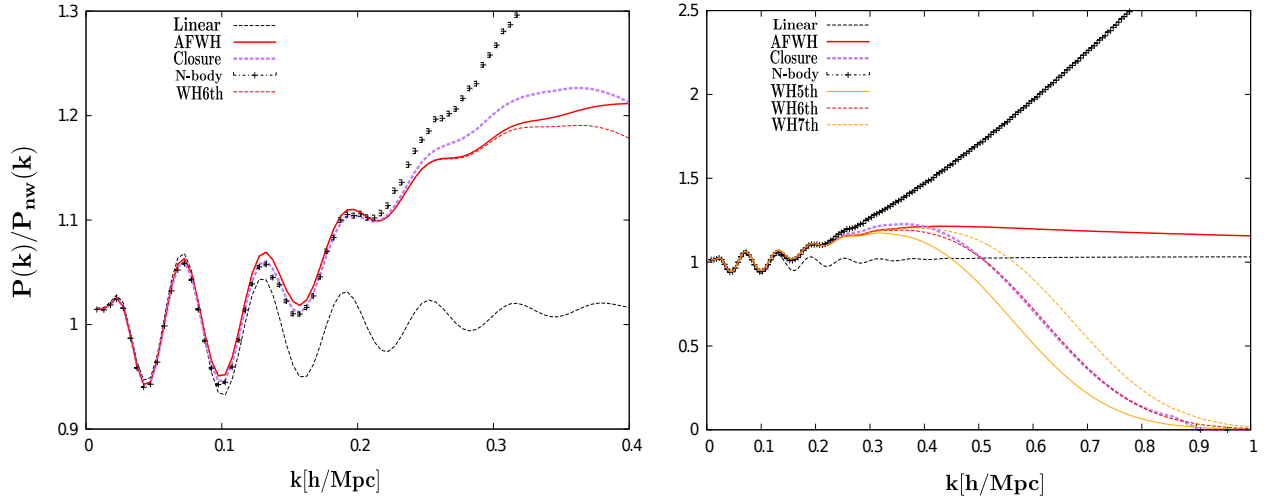 1.3
1.2
1.1
1
0.9
0
0.1
0.2
0.3
0.4
P(k)/P_nw(k)
k[h/Mpc]
Linear
AFWH
Closure
N-body
WH6th
2.5
2
1.5
1
0.5
0
0
0.1
0.2
0.3
0.4
0.5
0.6
0.7
0.8
0.9
1
k[h/Mpc]
Linear
AFWH
Closure
N-body
WH5th
WH6th
WH7th